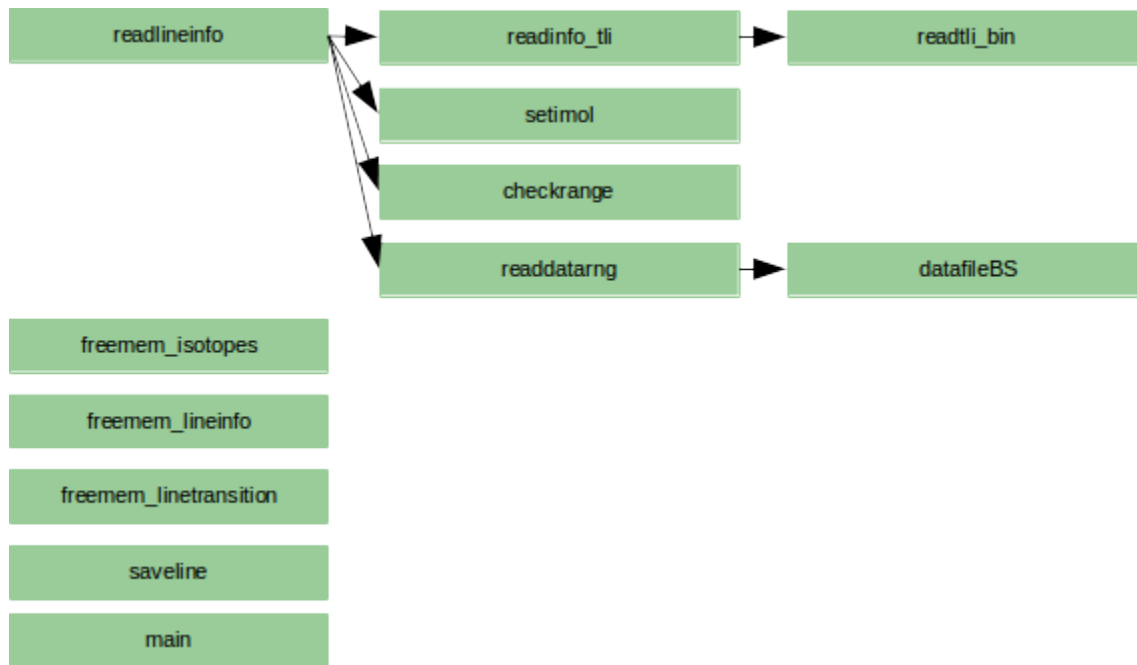 readlineinfo
readinfo_tli
readtli_bin
setimol
checkrange
readdatarng
datafileBS
freemem_isotopes
freemem_lineinfo
freemem_linetransition
saveline
main